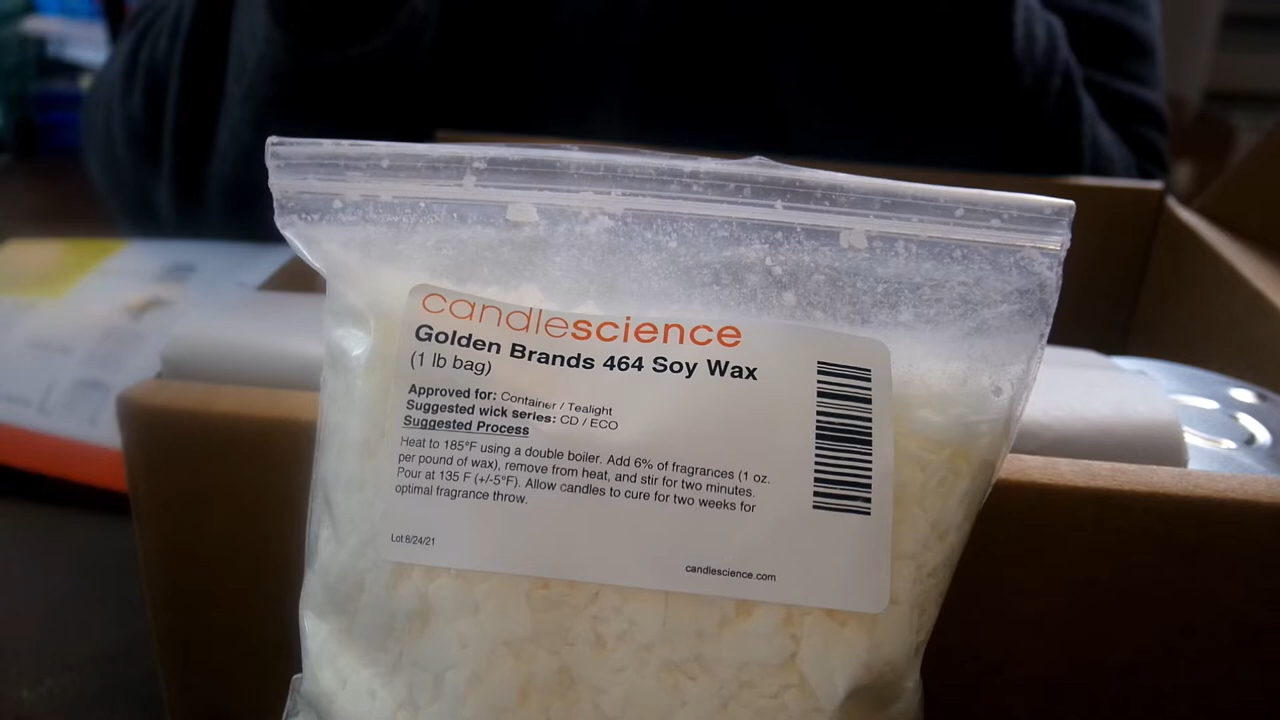 candlescience
Golden Brands 464 Soy Wax
(1 lb bag)
Approved for: Container / Tealight
Suggested wick series: CD / ECO
Suggested Process
Heat to 185°F using a double boiler. Add 6% of fragrances (1 oz.
per pound of wax), remove from heat, and stir for two minutes.
Pour at 135 F (+/-5°F). Allow candles to cure for two weeks for
optimal fragrance throw.
Lot:8/24/21
candlescience.com